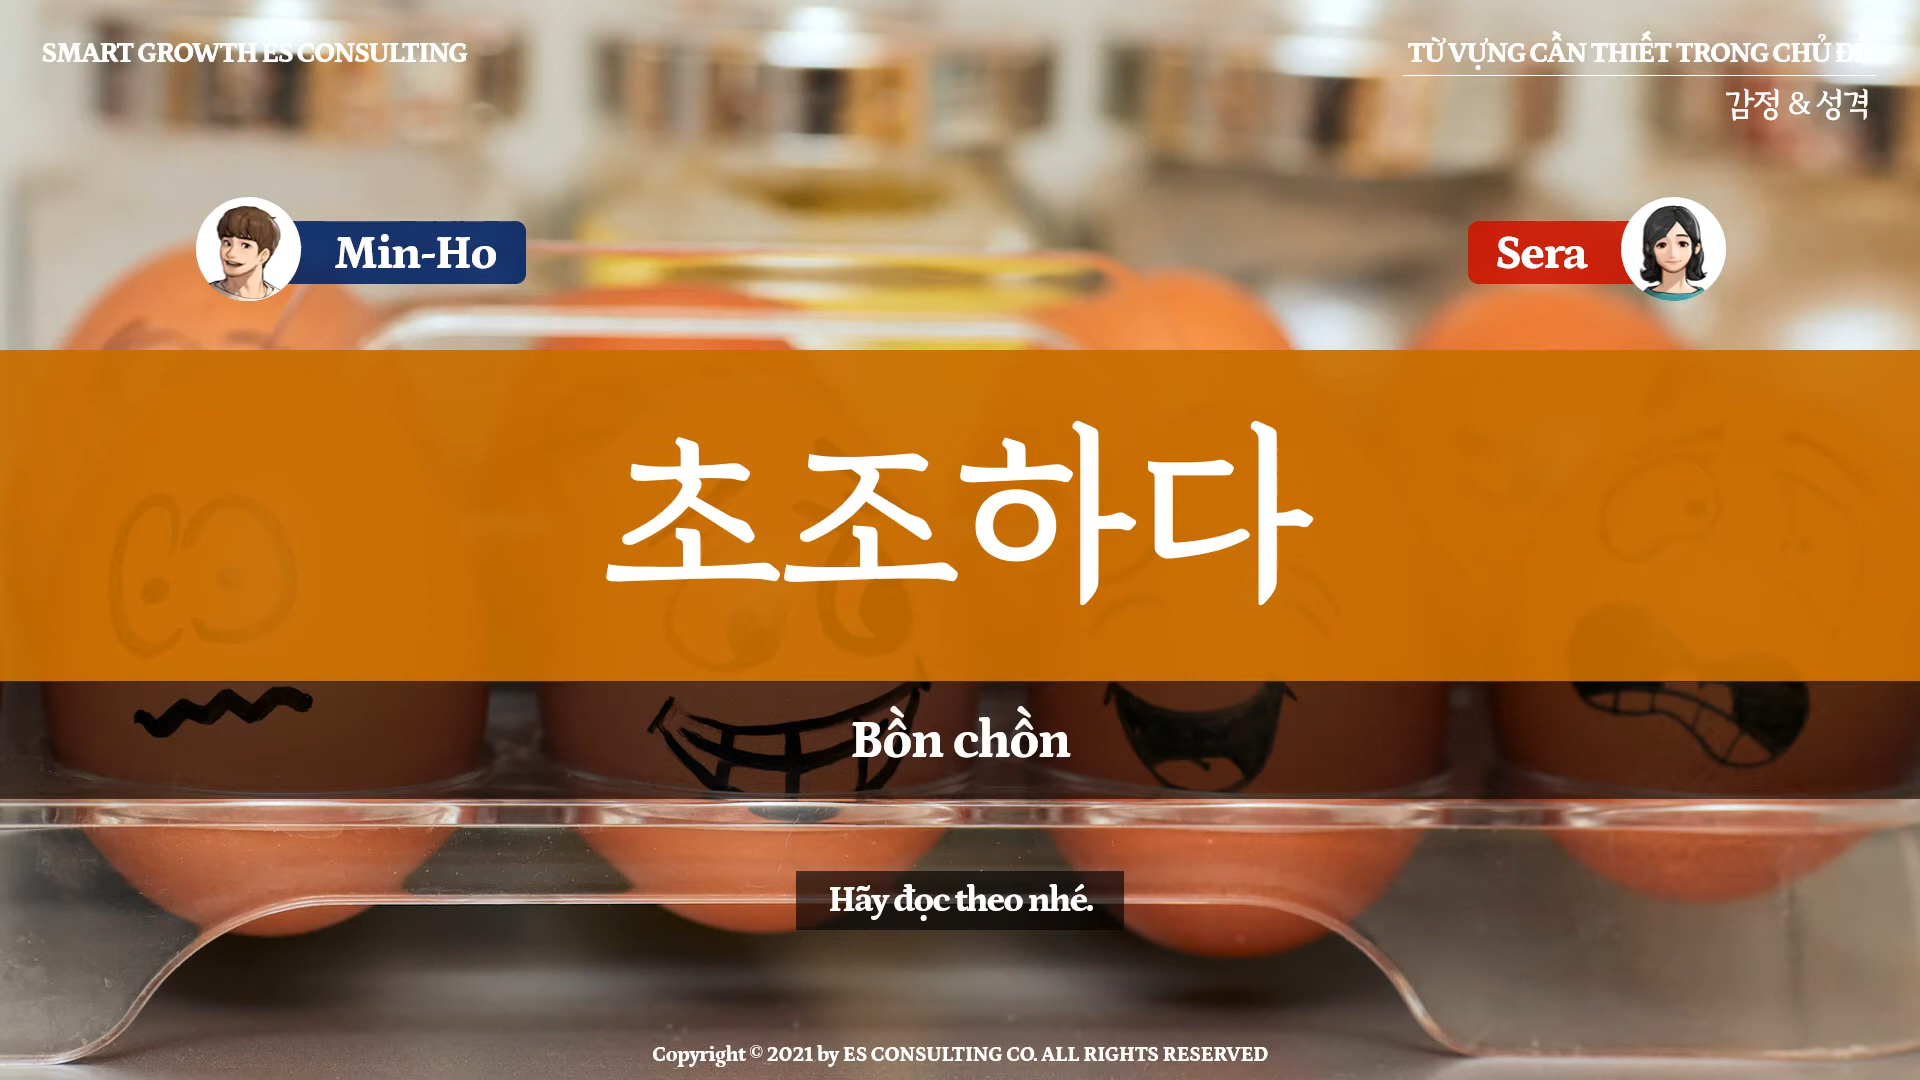 SMART GROWTH ES CONSULTING
TỪ VỰNG CẦN THIẾT TRONG CHỦ ĐỀ
감정 & 성격
Min-Ho
Sera
초조하다
Bồn chồn
Hãy đọc theo nhé.
Copyright © 2021 by ES CONSULTING CO. ALL RIGHTS RESERVED